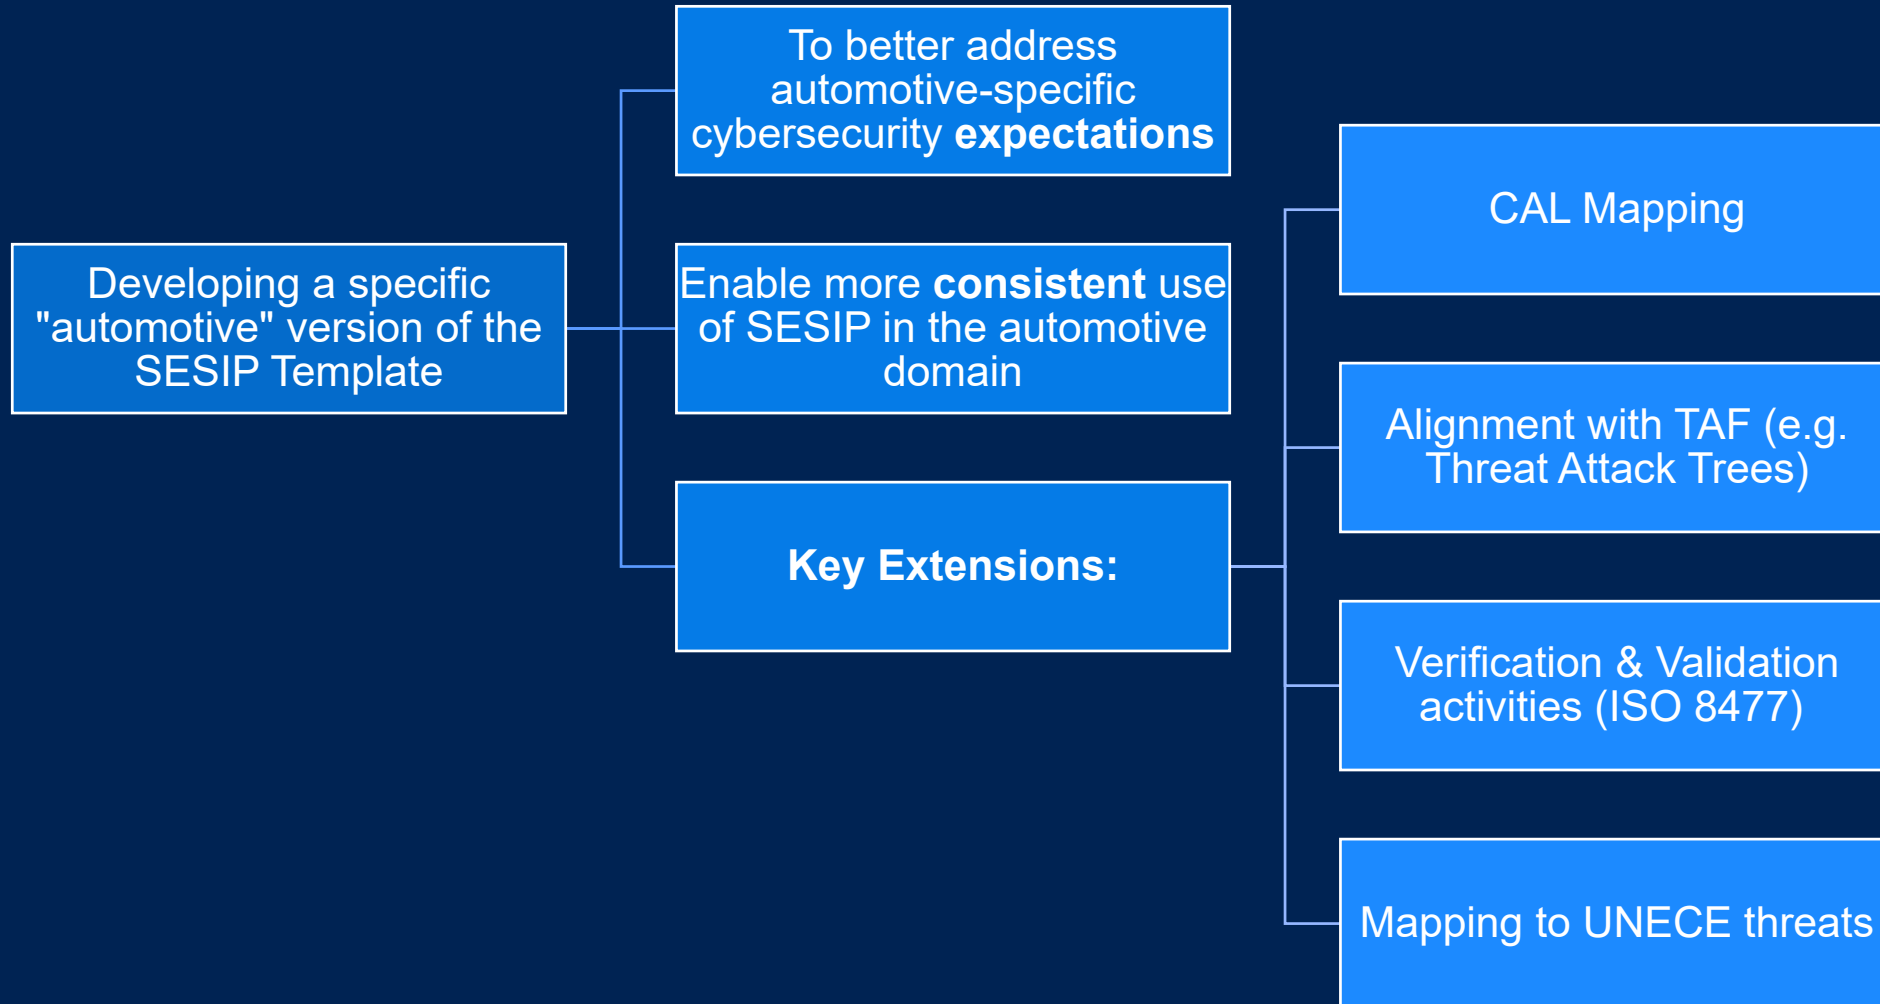 Developing a specific
"automotive" version of the
SESIP Template
To better address
automotive-specific
cybersecurity expectations
Enable more consistent use
of SESIP in the automotive
domain
Key Extensions:
CAL Mapping
Alignment with TAF (e.g.
Threat Attack Trees)
Verification & Validation
activities (ISO 8477)
Mapping to UNECE threats